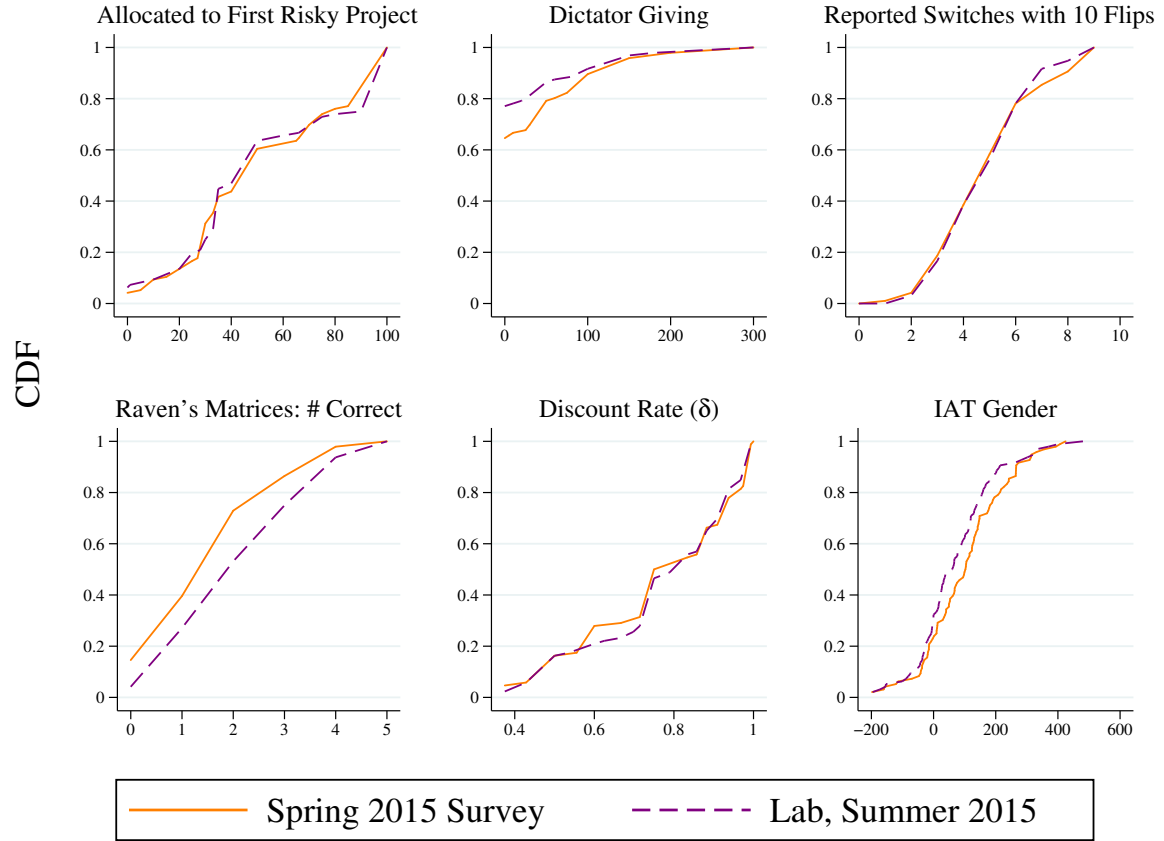 Allocated to First Risky Project
1
0.8
0.6
0.4
0.2
0
0 20 40 60 80 100
Dictator Giving
1
0.8
0.6
0.4
0.2
0
0 100 200 300
Reported Switches with 10 Flips
1
0.8
0.6
0.4
0.2
0
0 2 4 6 8 10
CDF
Raven's Matrices: # Correct
1
0.8
0.6
0.4
0.2
0
0 1 2 3 4 5
Discount Rate (δ)
1
0.8
0.6
0.4
0.2
0
0.4 0.6 0.8 1
IAT Gender
1
0.8
0.6
0.4
0.2
0
−200 0 200 400 600
Spring 2015 Survey
Lab, Summer 2015